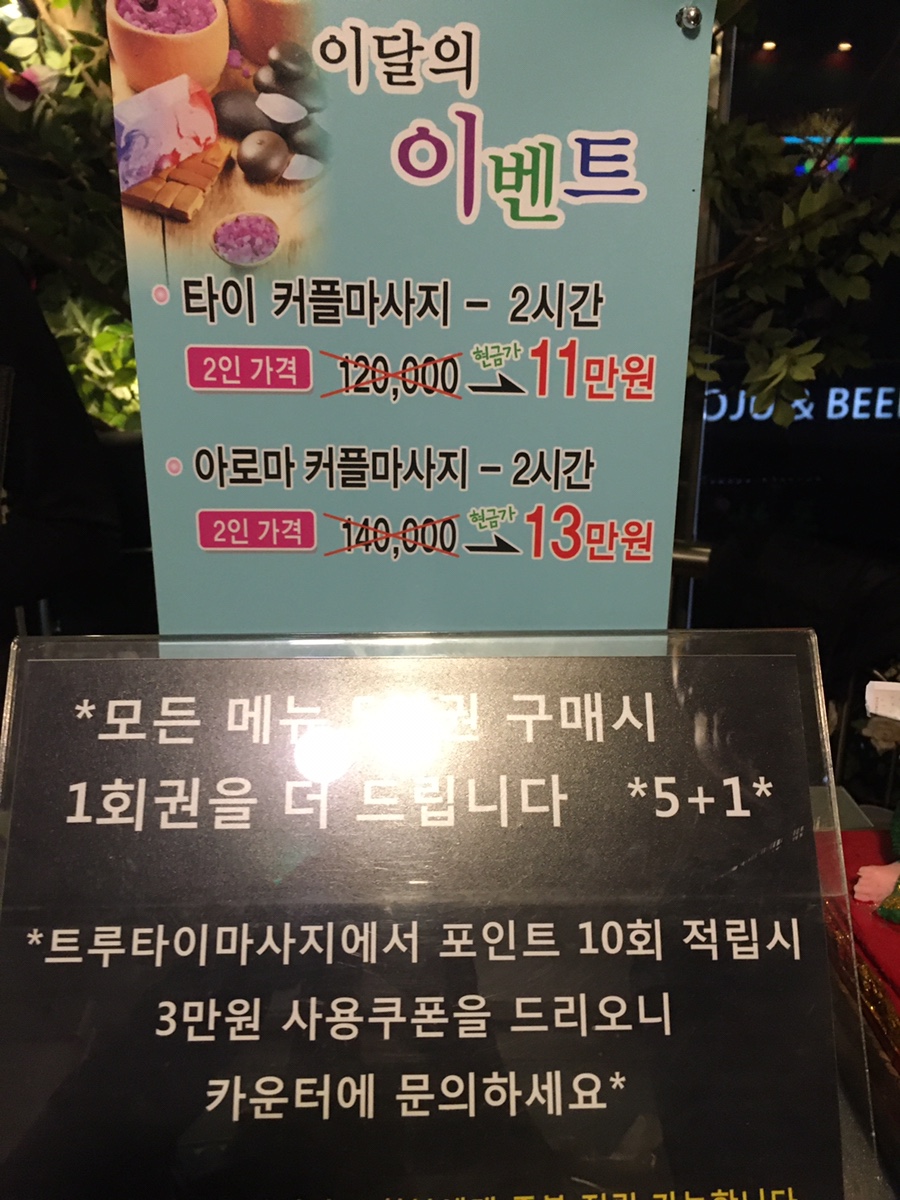 이달의
이벤트
타이 커플마사지 - 2시간
2인 가격 120,000 현금가 11만원
아로마 커플마사지 - 2시간
2인 가격 140,000 현금가 13만원
OJU & BEE
*모든 메뉴 권 구매시
1회권을 더 드립니다 *5+1*
*트루타이마사지에서 포인트 10회 적립시
3만원 사용쿠폰을 드리오니
카운터에 문의하세요*